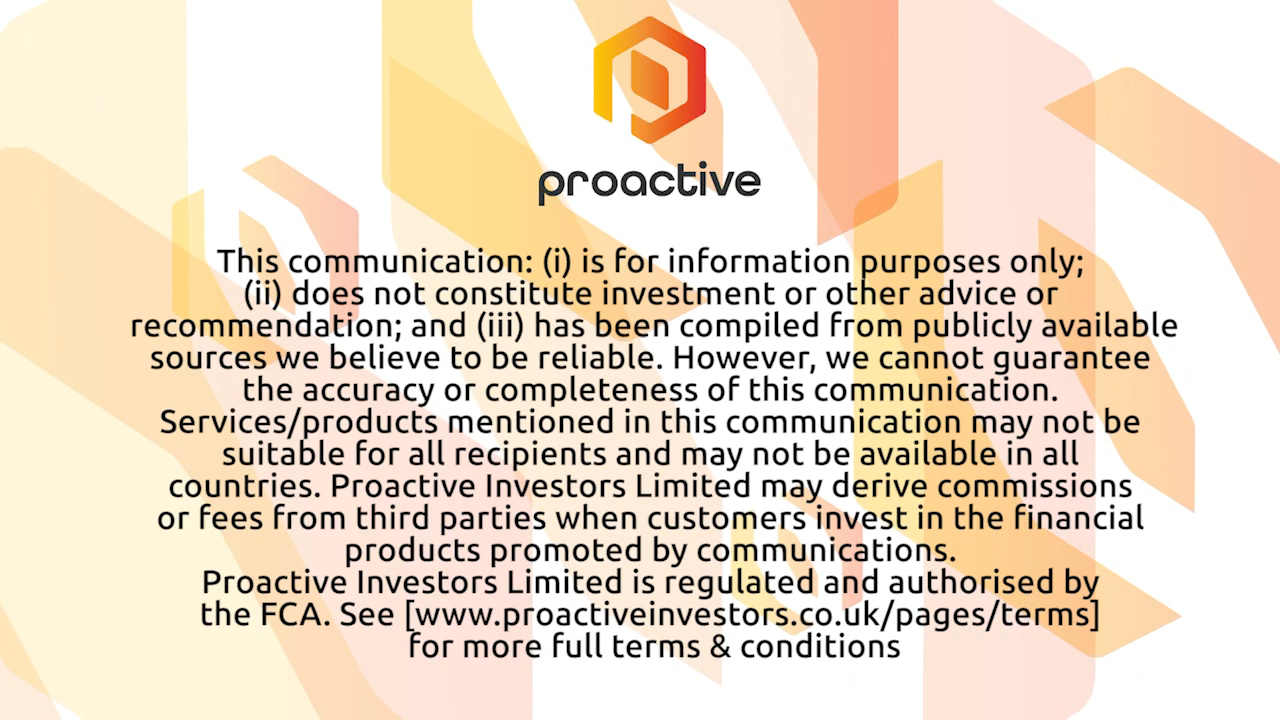 proactive
This communication: (i) is for information purposes only;
(ii) does not constitute investment or other advice or
recommendation; and (iii) has been compiled from publicly available
sources we believe to be reliable. However, we cannot guarantee
the accuracy or completeness of this communication.
Services/products mentioned in this communication may not be
suitable for all recipients and may not be available in all
countries. Proactive Investors Limited may derive commissions
or fees from third parties when customers invest in the financial
products promoted by communications.
Proactive Investors Limited is regulated and authorised by
the FCA. See [www.proactiveinvestors.co.uk/pages/terms]
for more full terms & conditions